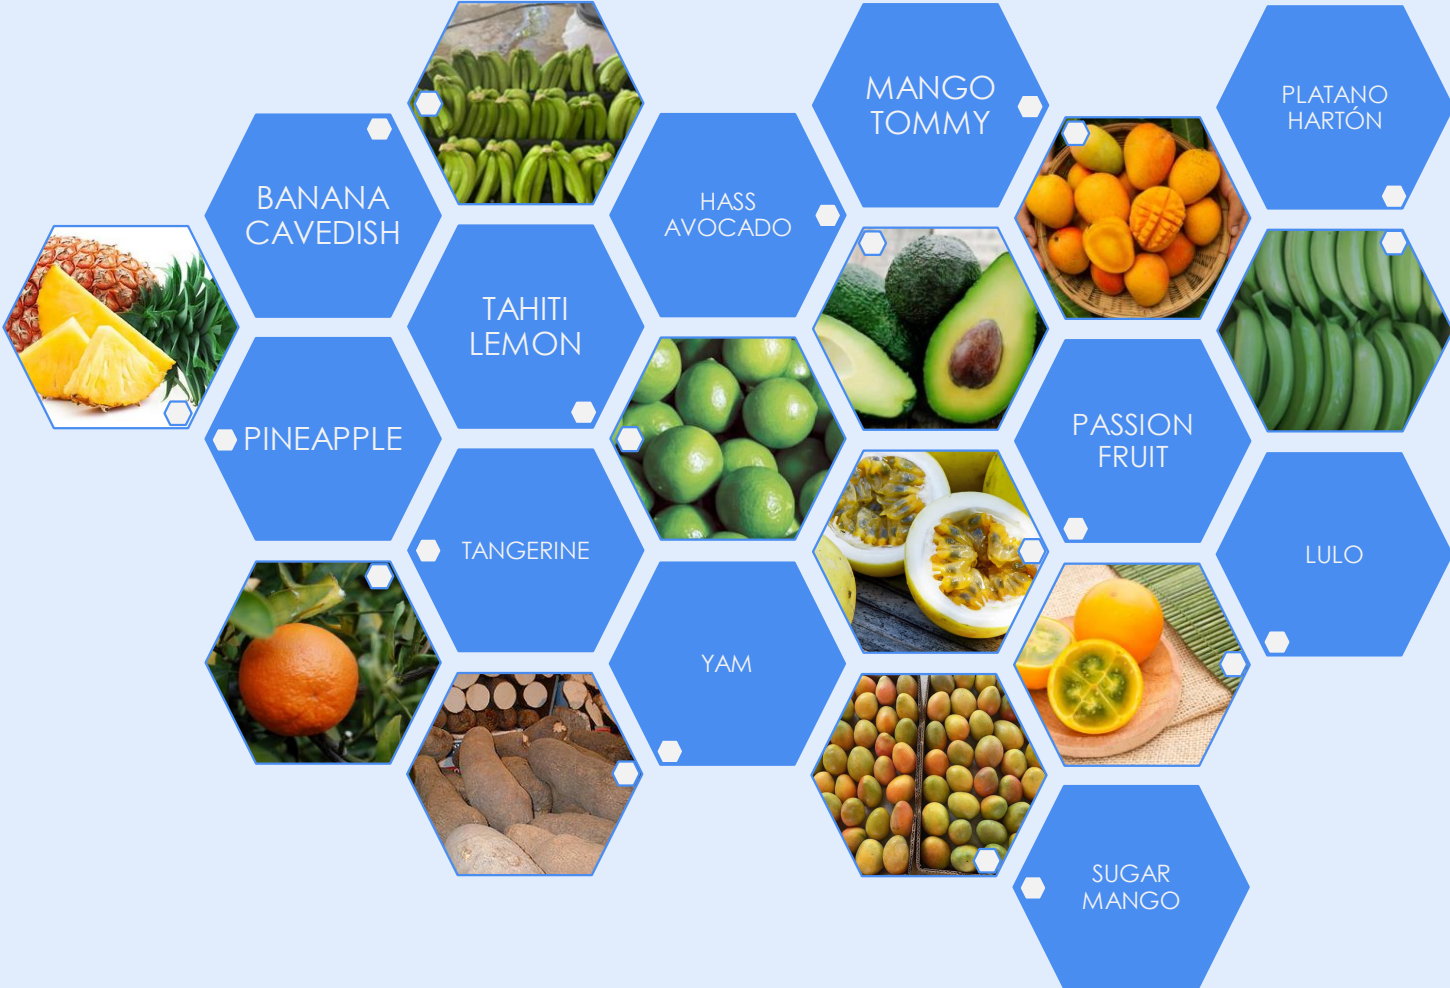 MANGO
TOMMY
PLATANO
HARTÓN
BANANA
CAVEDISH
HASS
AVOCADO
TAHITI
LEMON
PINEAPPLE
PASSION
FRUIT
TANGERINE
LULO
YAM
SUGAR
MANGO